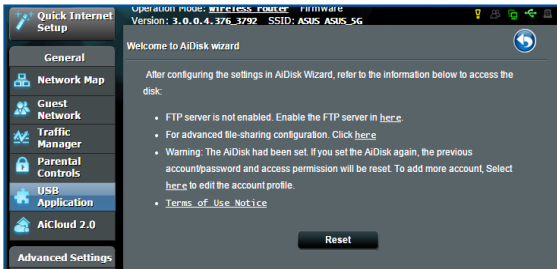 Operation Mode: Wireless router Firmware
Quick Internet Setup
Version: 3.0.0.4.376_3792 SSID: ASUS ASUS_5G
General
Network Map
Guest
Network
Traffic
Manager
Parental
Controls
USB
Application
AiCloud 2.0
Advanced Settings
Welcome to AiDisk wizard
After configuring the settings in AiDisk Wizard, refer to the information below to access the
disk:
FTP server is not enabled. Enable the FTP server in here.
For advanced file-sharing configuration. Click here
Warning: The AiDisk had been set. If you set the AiDisk again, the previous
account/password and access permission will be reset. To add more account, Select
here to edit the account profile.
Terms of Use Notice
Reset